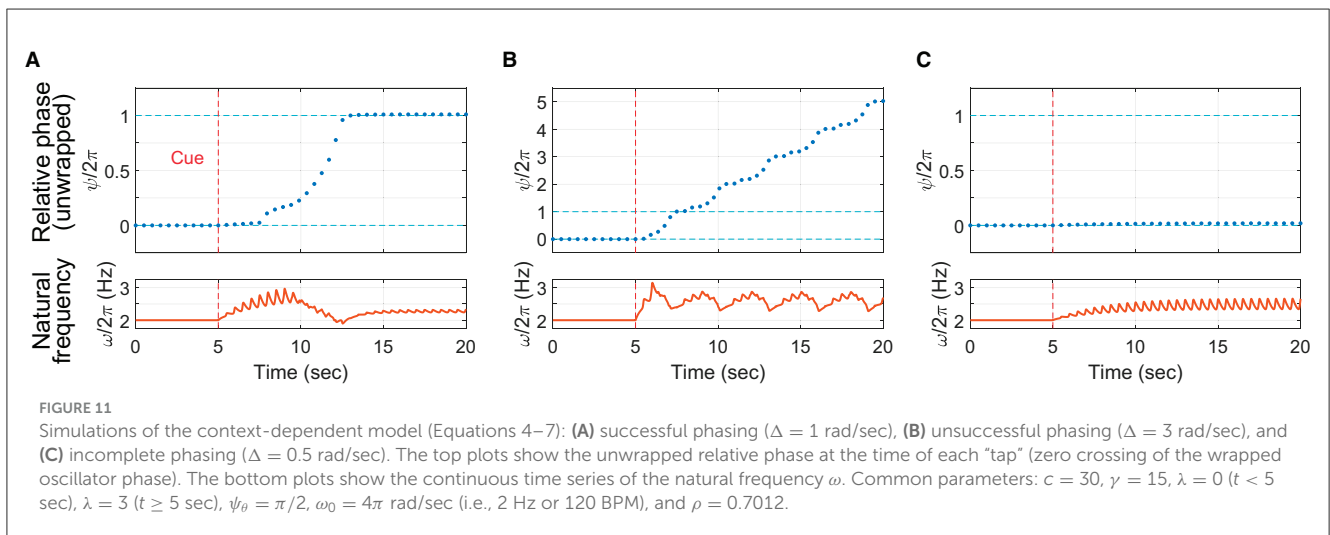 A
B
C
Relative phase
(unwrapped)
ψ/2π
1
0.5
0
Cue
ψ/2π
5
4
3
2
1
0
ψ/2π
1
0.5
0
Natural
frequency
ω/2π (Hz)
3
2
0 5 10 15 20
Time (sec)
ω/2π (Hz)
3
2
0 5 10 15 20
Time (sec)
ω/2π (Hz)
3
2
0 5 10 15 20
Time (sec)
FIGURE 11
Simulations of the context-dependent model (Equations 4–7): (A) successful phasing (Δ = 1 rad/sec), (B) unsuccessful phasing (Δ = 3 rad/sec), and
(C) incomplete phasing (Δ = 0.5 rad/sec). The top plots show the unwrapped relative phase at the time of each “tap” (zero crossing of the wrapped
oscillator phase). The bottom plots show the continuous time series of the natural frequency ω. Common parameters: c = 30, γ = 15, λ = 0 (t < 5
sec), λ = 3 (t ≥ 5 sec), ψθ = π/2, ω0 = 4π rad/sec (i.e., 2 Hz or 120 BPM), and ρ = 0.7012.